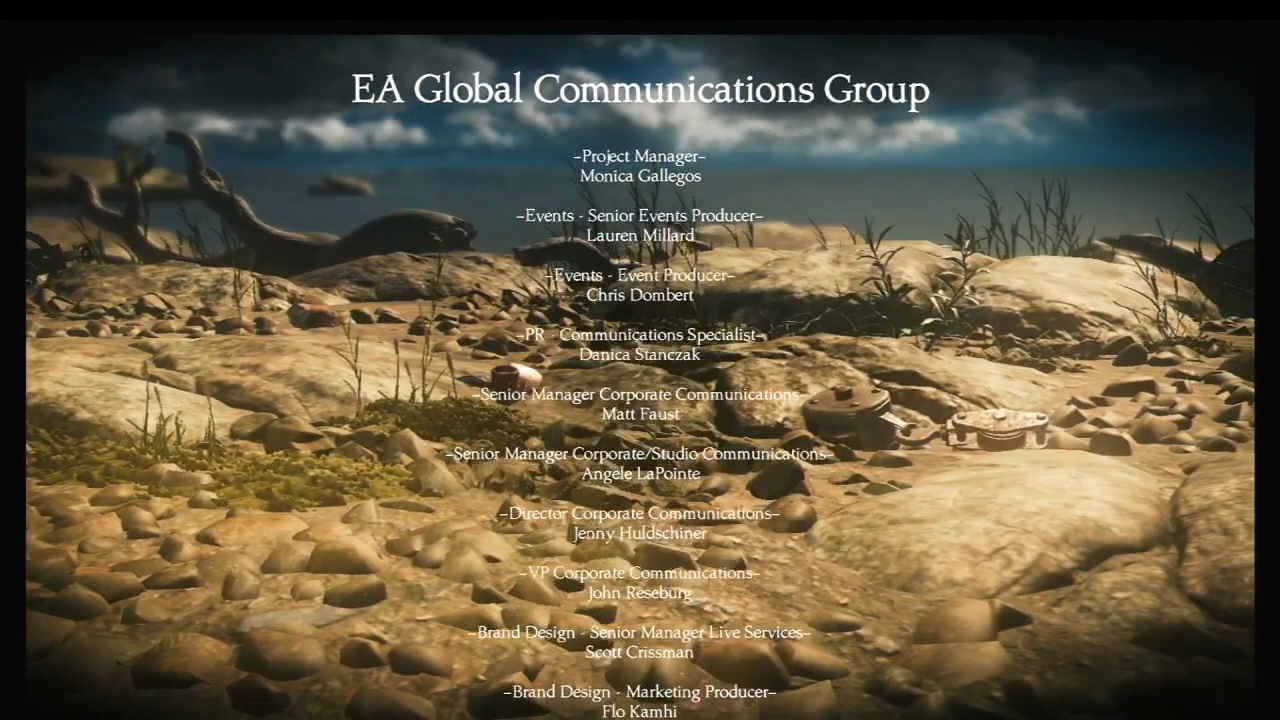 EA Global Communications Group
-Project Manager-
Monica Gallegos
-Events - Senior Events Producer-
Lauren Millard
-Events - Event Producer-
Chris Dombert
-PR - Communications Specialist-
Danica Stanczak
-Senior Manager Corporate Communications-
Matt Faust
-Senior Manager Corporate/Studio Communications-
Angele LaPointe
-Director Corporate Communications-
Jenny Huldschiner
-VP Corporate Communications-
John Reseburg
-Brand Design - Senior Manager Live Services-
Scott Crissman
-Brand Design - Marketing Producer-
Flo Kamhi